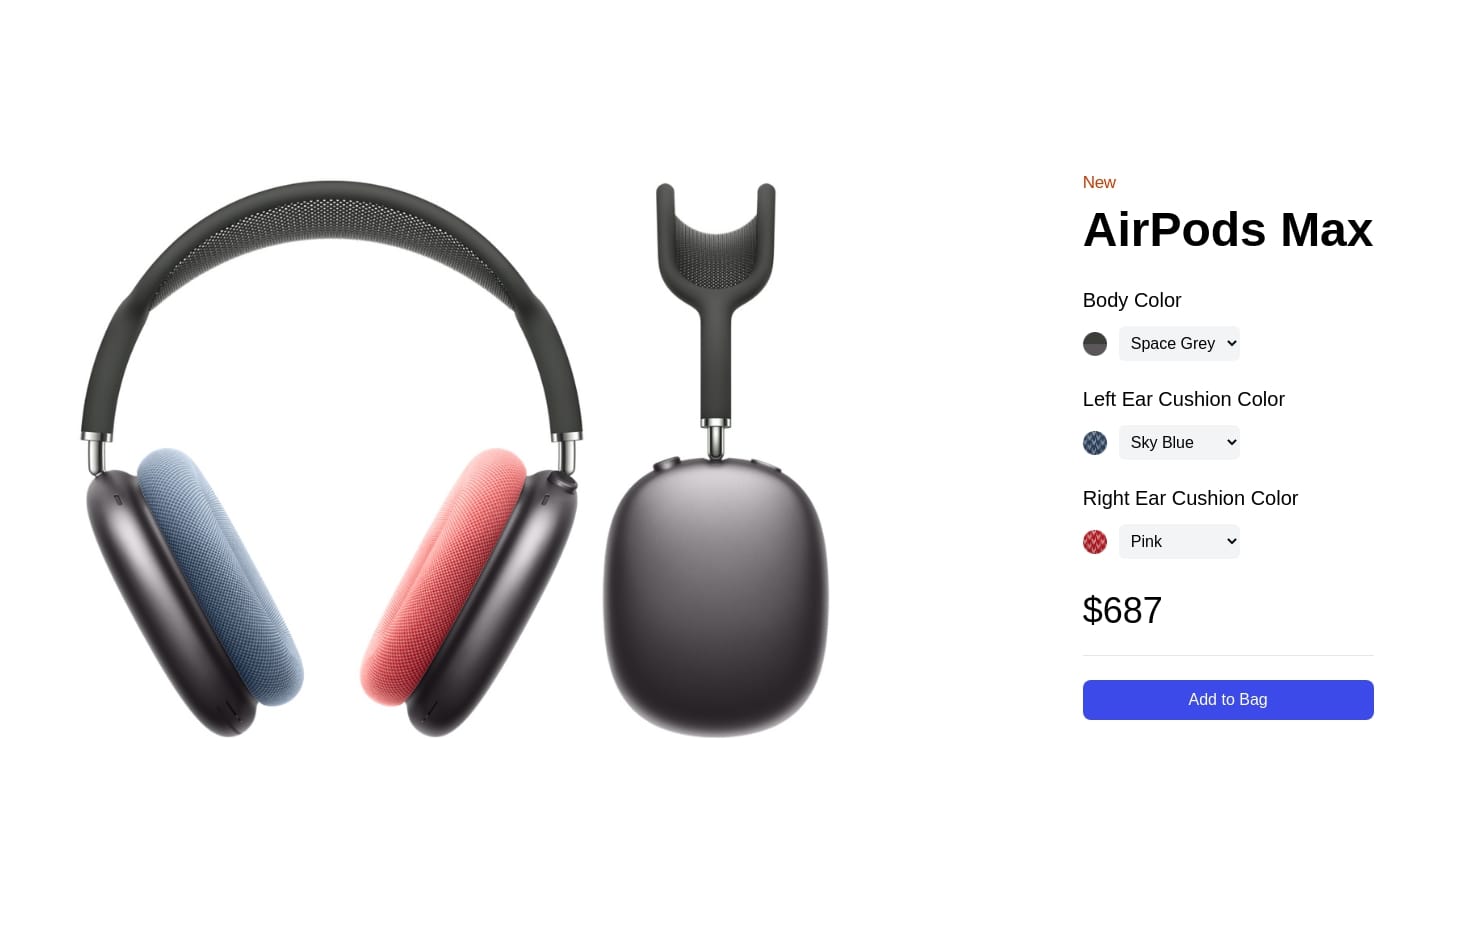 New
AirPods Max
Body Color
Space Grey
Left Ear Cushion Color
Sky Blue
Right Ear Cushion Color
Pink
$687
Add to Bag